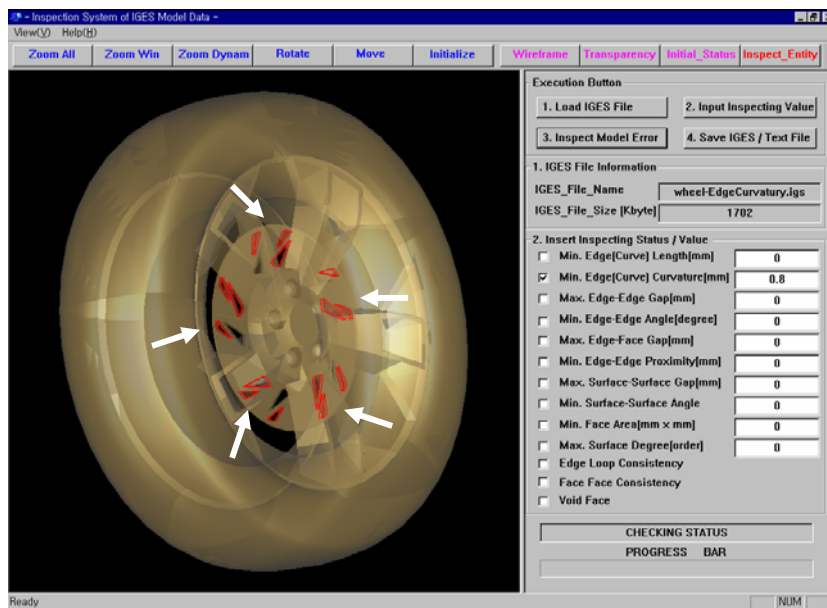 - Inspection System of IGES Model Data -
View(V) Help(H)
Zoom All Zoom Win Zoom Dynam Rotate Move Initialize Wireframe Transparency Initial_Status Inspect_Entity
Execution Button
1. Load IGES File 2. Input Inspecting Value
3. Inspect Model Error 4. Save IGES / Text File
1. IGES File Information
IGES_File_Name wheel-EdgeCurvatury.igs
IGES_File_Size [Kbyte] 1702
2. Insert Inspecting Status / Value
Min. Edge(Curve) Length[mm] 0
Min. Edge(Curve) Curvature[mm] 0.8
Max. Edge-Edge Gap[mm] 0
Min. Edge-Edge Angle[degree] 0
Max. Edge-Face Gap[mm] 0
Min. Edge-Edge Proximity[mm] 0
Max. Surface-Surface Gap[mm] 0
Min. Surface-Surface Angle 0
Min. Face Area[mm x mm] 0
Max. Surface Degree[order] 0
Edge Loop Consistency
Face Face Consistency
Void Face
CHECKING STATUS
PROGRESS BAR
Ready NUM